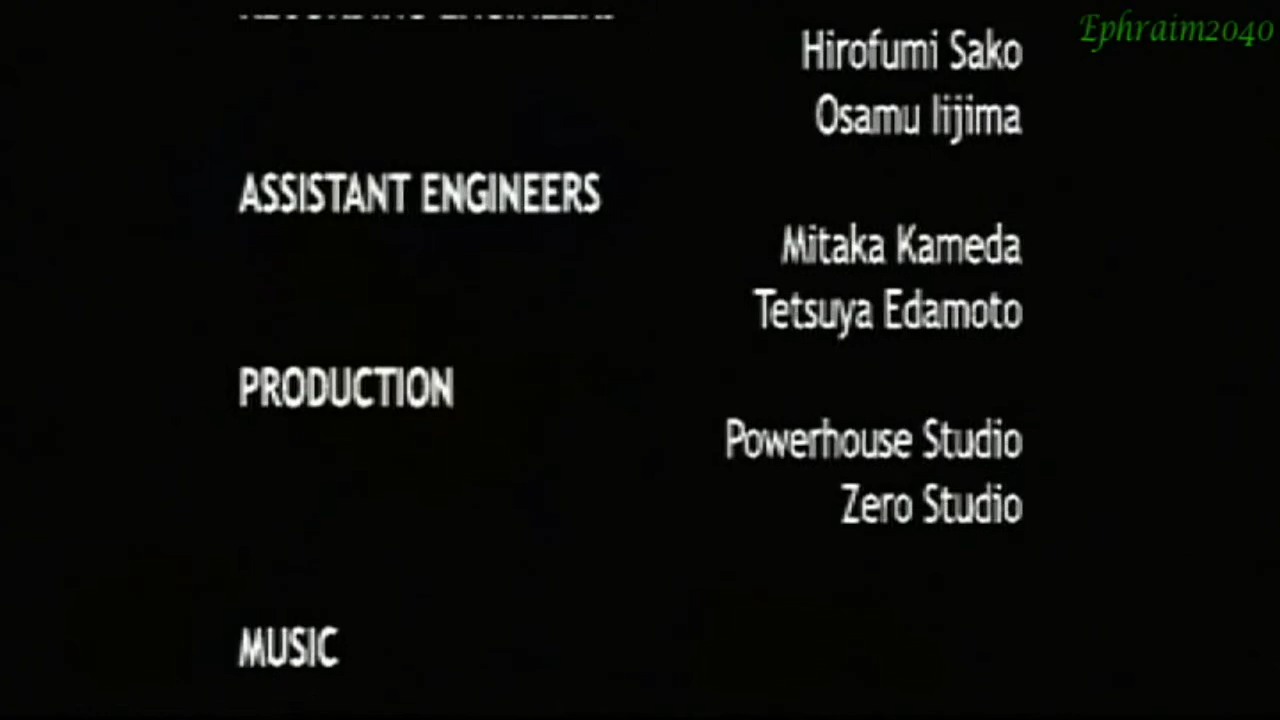 Ephraim2040
Hirofumi Sako
Osamu Iijima
ASSISTANT ENGINEERS
Mitaka Kameda
Tetsuya Edamoto
PRODUCTION
Powerhouse Studio
Zero Studio
MUSIC